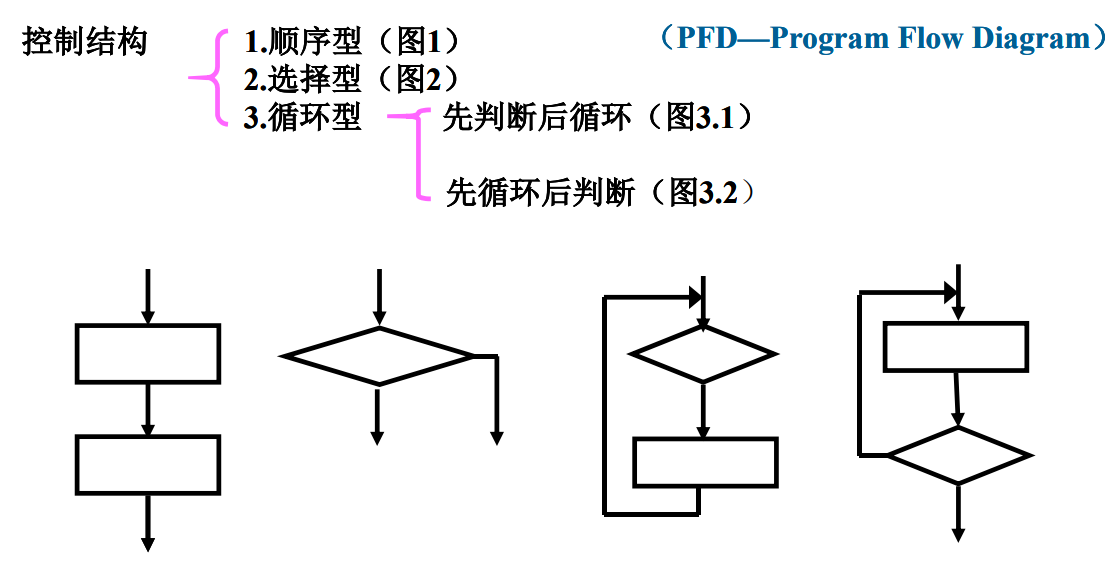 控制结构
1.顺序型（图1）
（PFD—Program Flow Diagram）
2.选择型（图2）
3.循环型
先判断后循环（图3.1）
先循环后判断（图3.2）